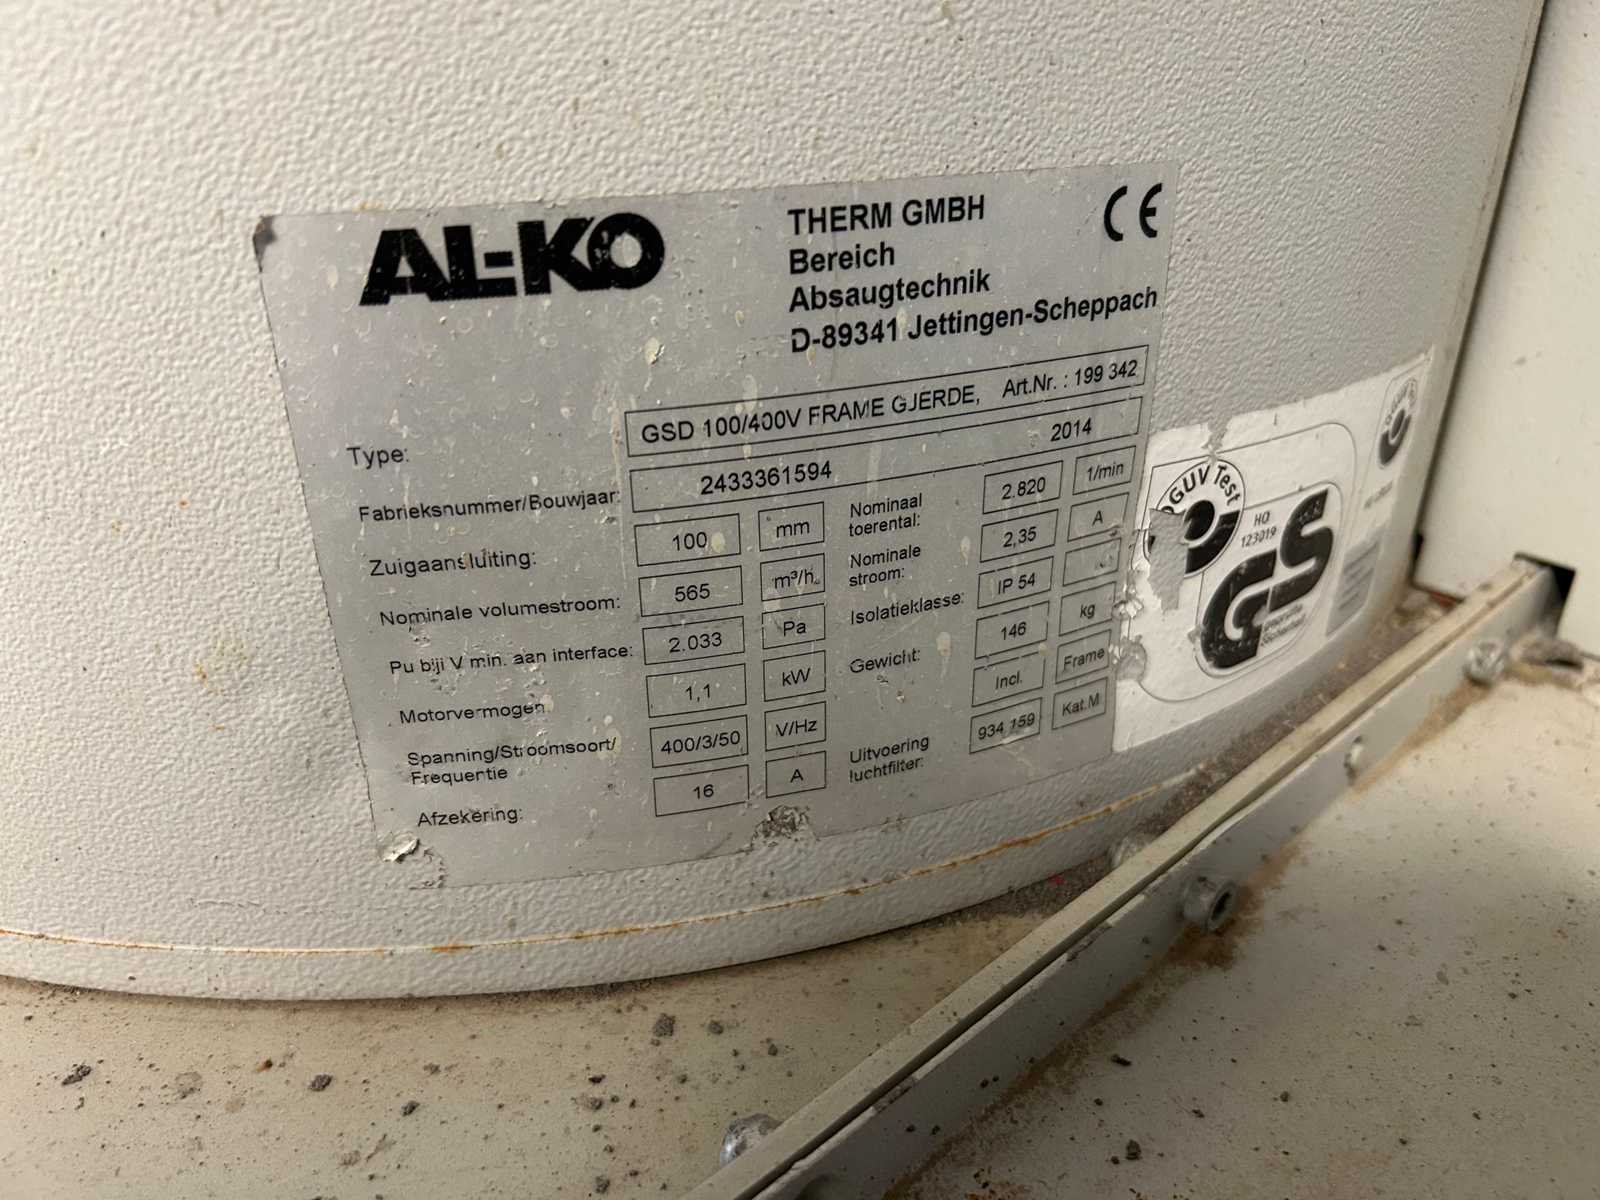 AL-KO
THERM GMBH
Bereich
Absaugtechnik
D-89341 Jettingen-Scheppach
CE
Type: GSD 100/400V FRAME GJERDE, Art.Nr. : 199 342
Fabrieksnummer/Bouwjaar: 2433361594 2014
Zuigaansluiting: 100 mm
Nominale volumestroom: 565 m³/h
Pu biji V min. aan interface: 2.033 Pa
Motorvermogen 1,1 kW
Spanning/Stroomsoort/
Frequentie 400/3/50 V/Hz
Afzekering: 16 A
Nominaal
toerental: 2.820 1/min
Nominale
stroom: 2,35 A
Isolatieklasse: IP 54
Gewicht: 146 kg
Incl. Frame
Uitvoering
luchtfilter: 934 159 Kat.M
DGUV Test
HO
123019
GS